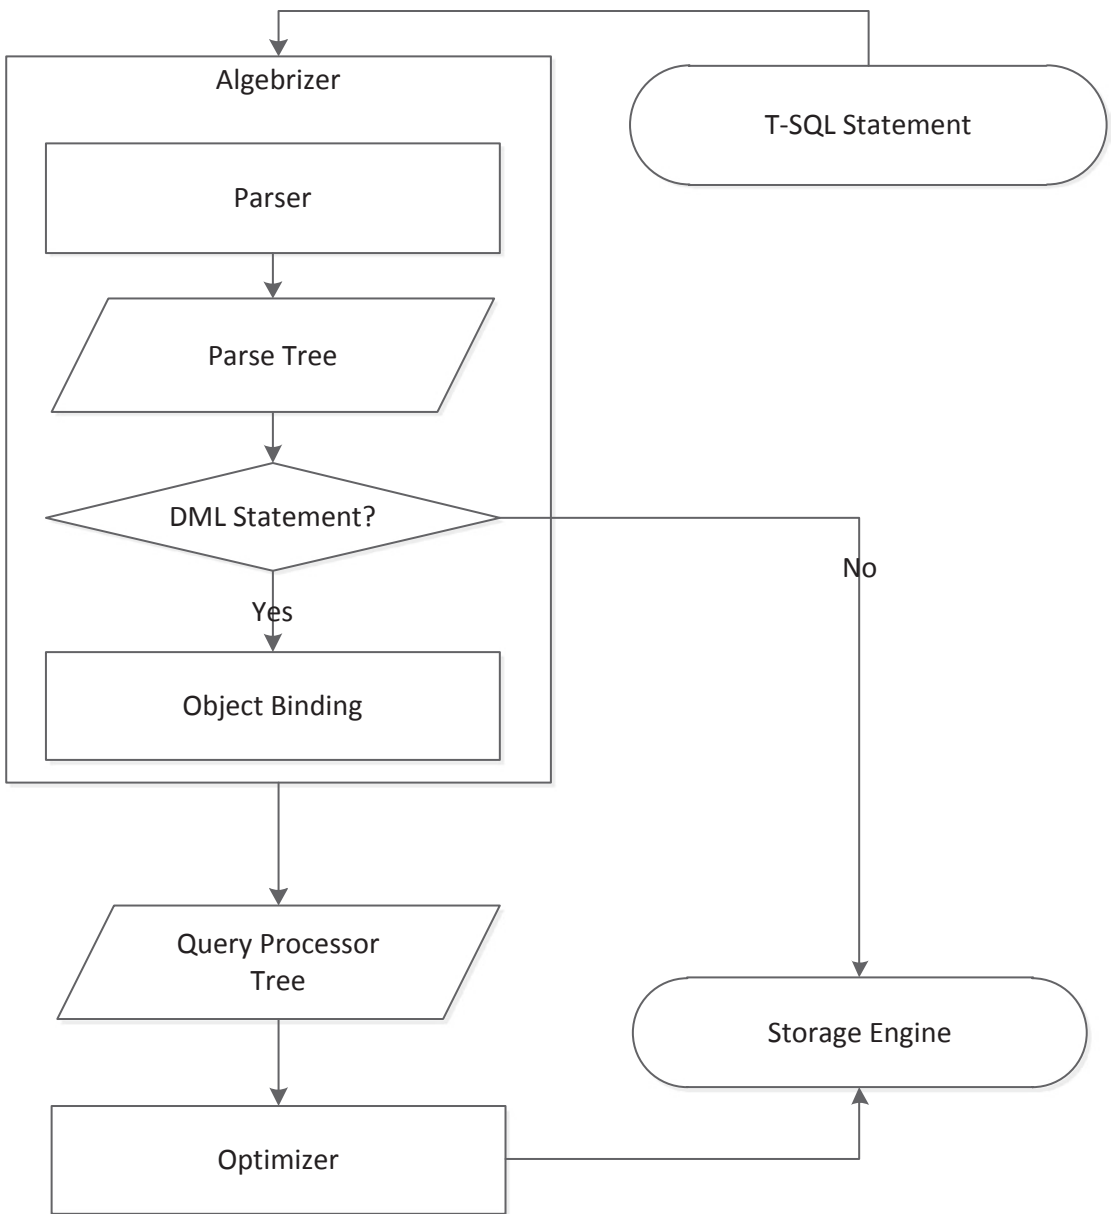 Algebrizer
T-SQL Statement
Parser
Parse Tree
DML Statement?
No
Yes
Object Binding
Query Processor
Tree
Storage Engine
Optimizer